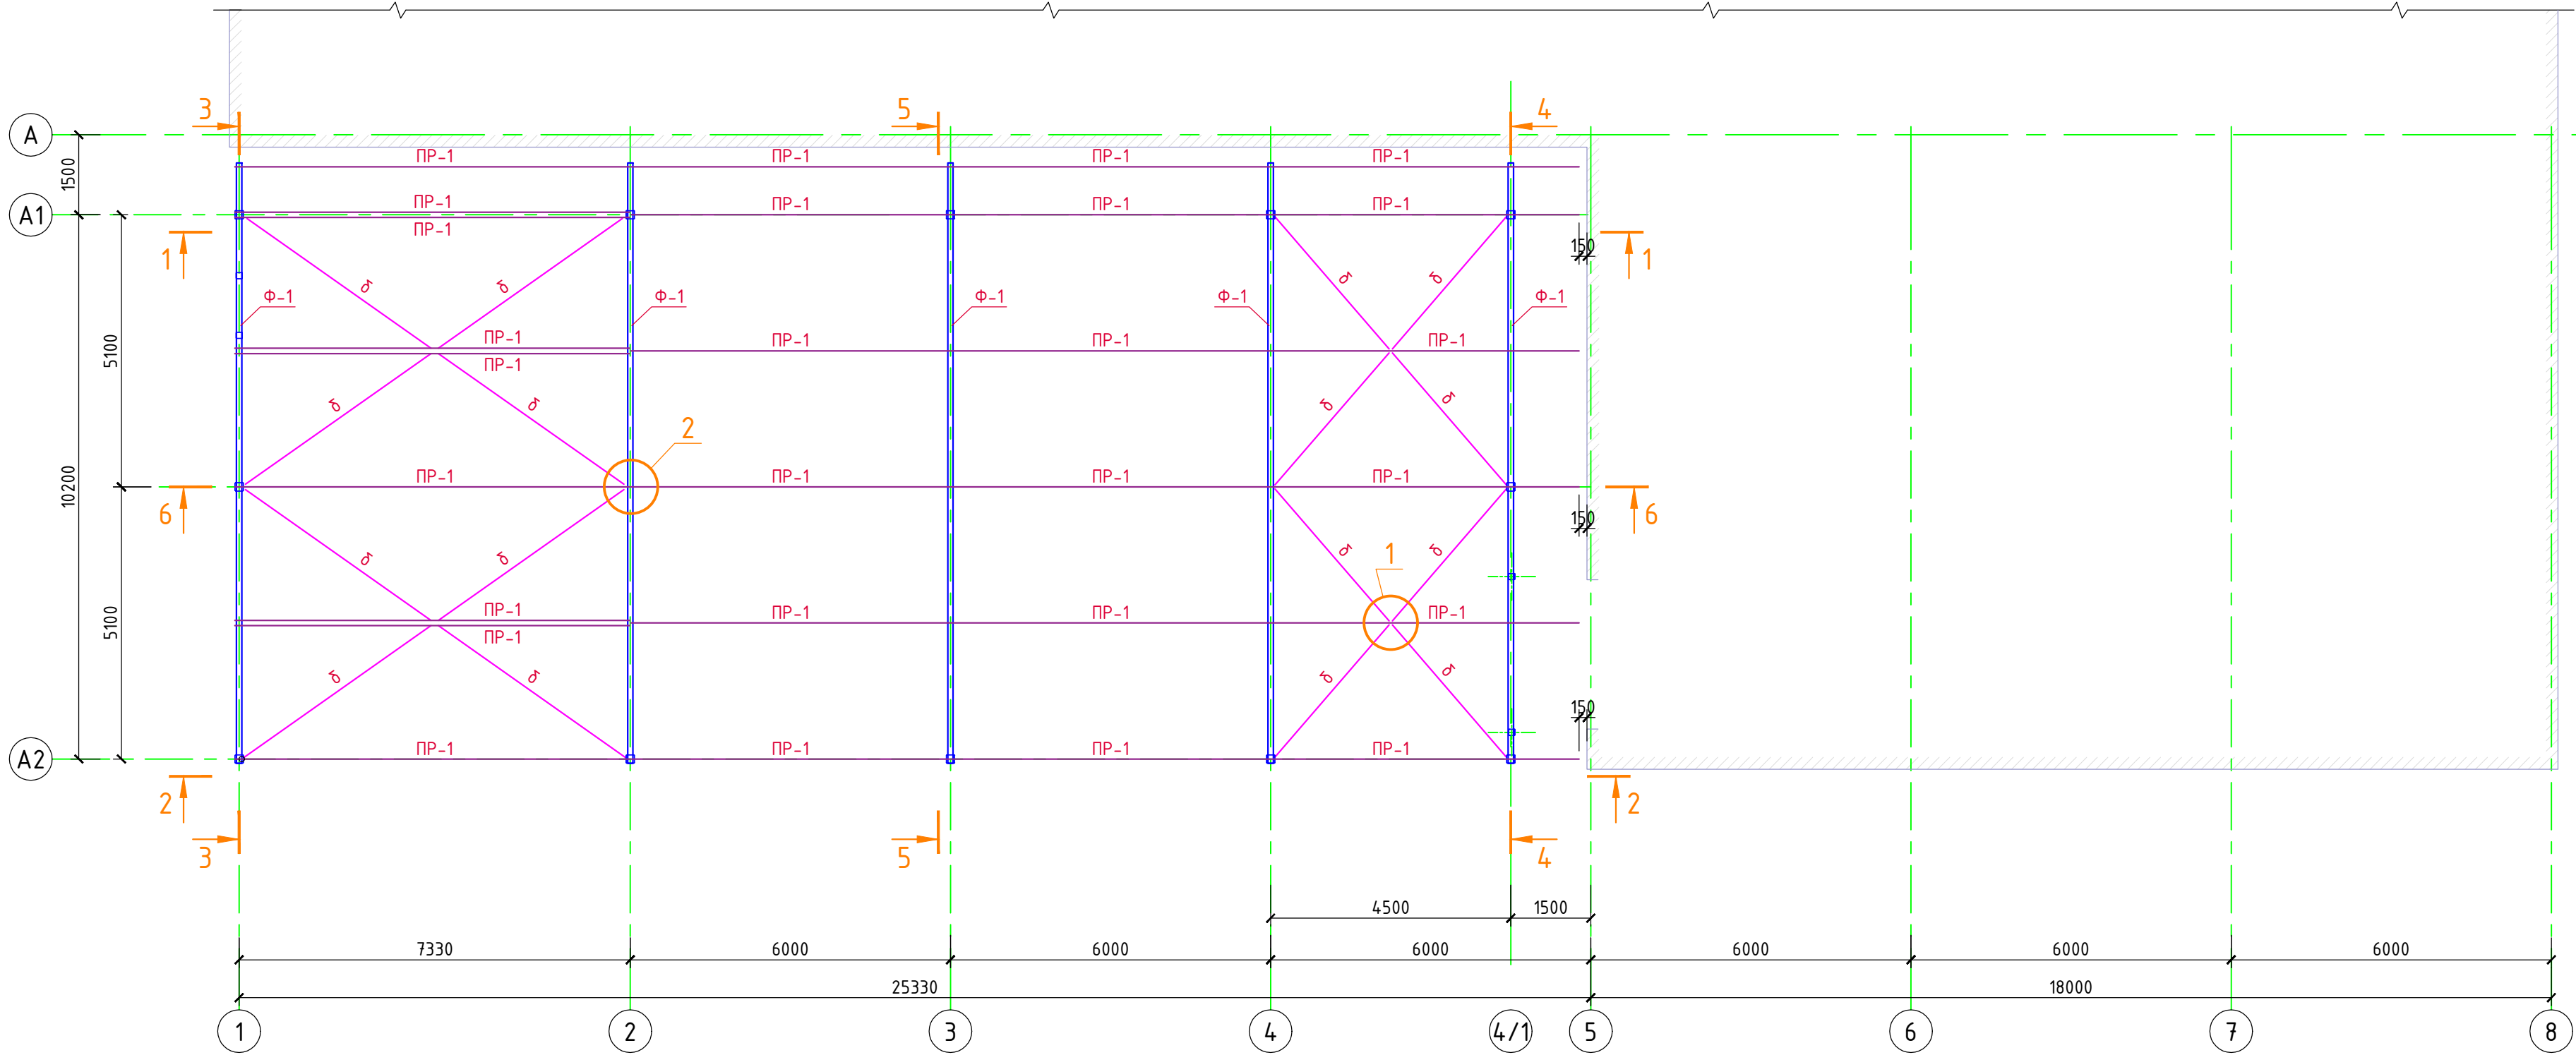 3 5 4
А
ПР-1 ПР-1 ПР-1 ПР-1
1500
ПР-1 ПР-1 ПР-1 ПР-1
А1
ПР-1
1 150 1
δ δ δ δ
Ф-1 Ф-1 Ф-1 Ф-1 Ф-1
5100
ПР-1 ПР-1 ПР-1 ПР-1
ПР-1
δ δ δ δ
2
10200
ПР-1 ПР-1 ПР-1 ПР-1
6 150 6
δ δ δ δ
1
5100
ПР-1 ПР-1 ПР-1 ПР-1
ПР-1
δ δ δ δ
150
ПР-1 ПР-1 ПР-1 ПР-1
А2
2 2
3 5 4
4500 1500
7330 6000 6000 6000 6000 6000 6000
25330 18000
1 2 3 4 4/1 5 6 7 8